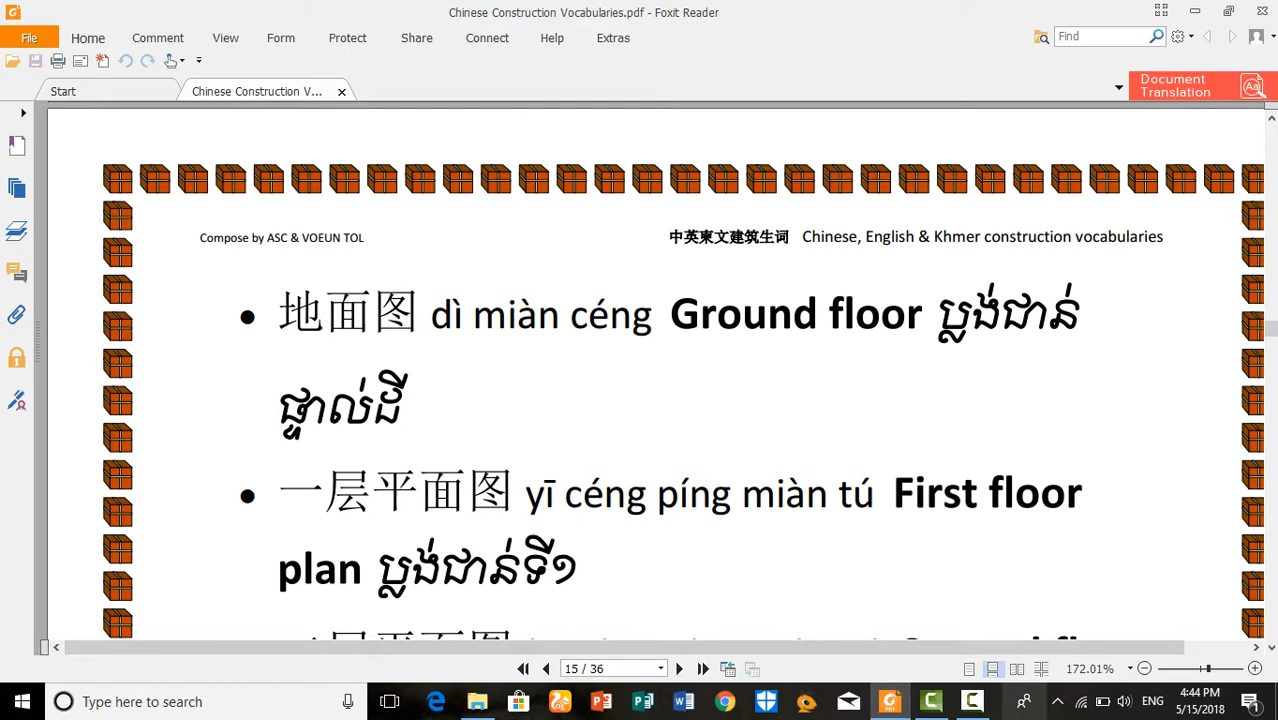 Chinese Construction Vocabularies.pdf - Foxit Reader
File Home Comment View Form Protect Share Connect Help Extras Find
Start Chinese Construction V... Document
Translation
Compose by ASC & VOEUN TOL 中英柬文建筑生词 Chinese, English & Khmer construction vocabularies
• 地面图 dì miàn céng Ground floor ប្លង់ជាន់
ផ្ទាល់ដី
• 一层平面图 yī céng píng miàn tú First floor
plan ប្លង់ជាន់ទី១
15 / 36 172.01%
Type here to search ENG 4:44 PM
5/15/2018